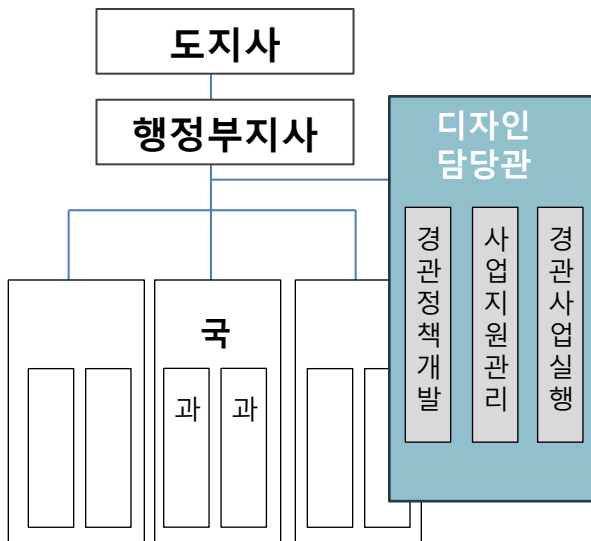 도지사
행정부지사
디자인
담당관
경관정책개발
사업지원관리
경관사업실행
국
과
과